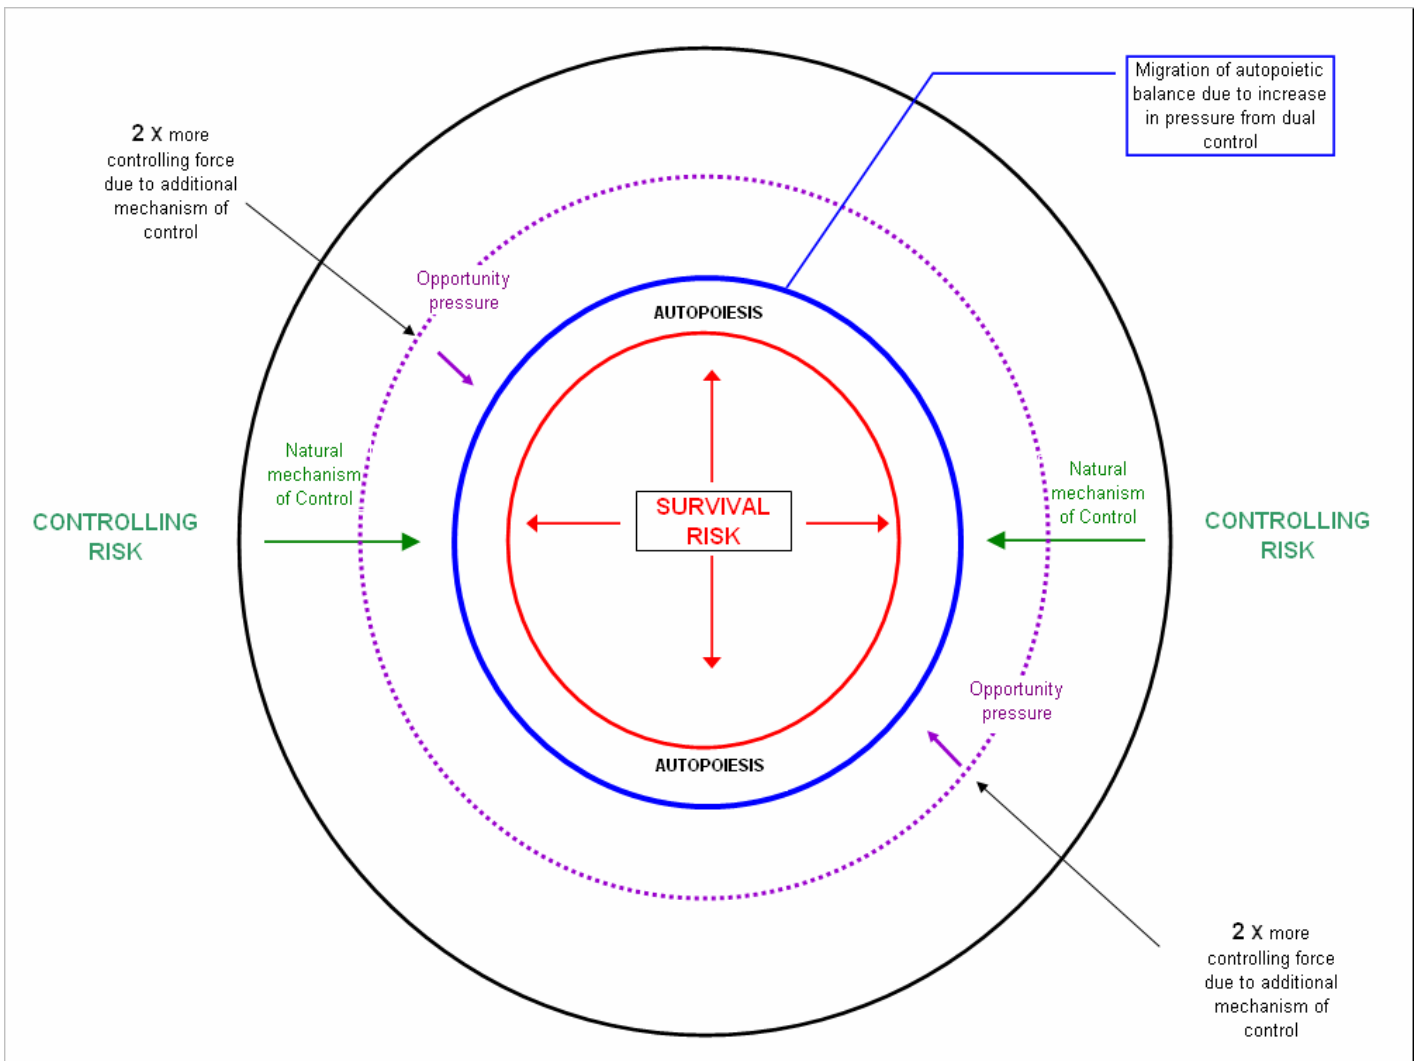 Migration of autopoietic
balance due to increase
in pressure from dual
control
2 X more
controlling force
due to additional
mechanism of
control
Opportunity
pressure
AUTOPOIESIS
Natural
mechanism
of Control
CONTROLLING
RISK
SURVIVAL
RISK
Natural
mechanism
of Control
CONTROLLING
RISK
Opportunity
pressure
AUTOPOIESIS
2 X more
controlling force
due to additional
mechanism of
control